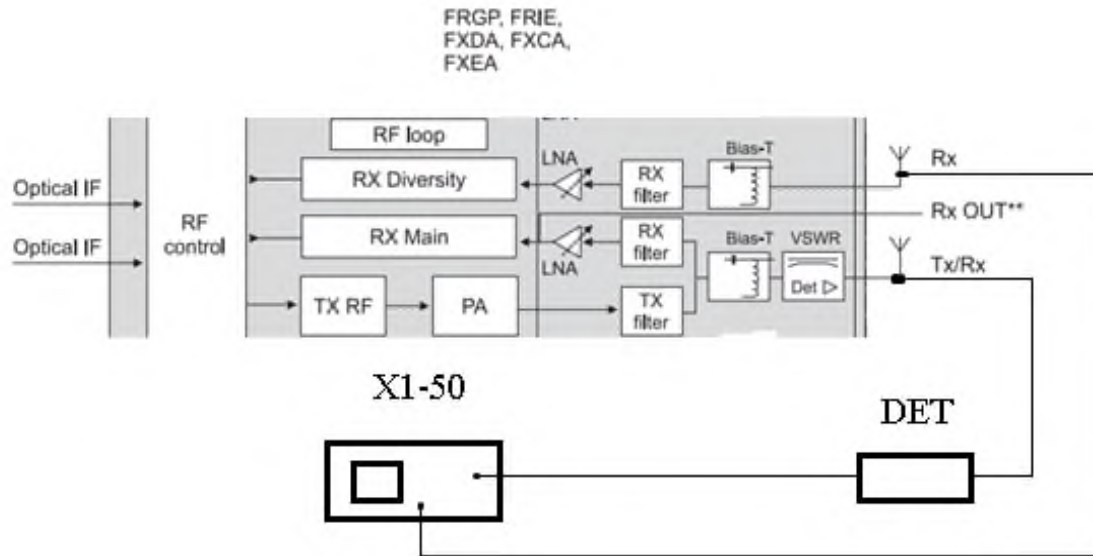 FRGP, FRIE,
FXDA, FXCA,
FXEA
RF loop
Optical IF
RX Diversity
LNA
RX
filter
Bias-T
Rx
RF
control
Rx OUT**
Optical IF
RX Main
LNA
RX
filter
Bias-T
VSWR
Det
Tx/Rx
TX RF
PA
TX
filter
X1-50
DET